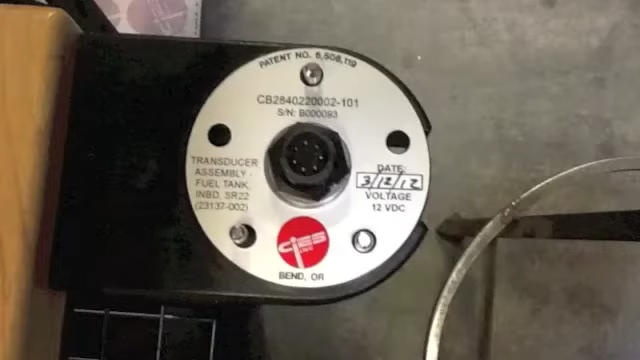 PATENT NO. 6,508,119
CB2840220002-101
S/N: B000093
TRANSDUCER
ASSEMBLY -
FUEL TANK,
INBD, SR22
(23137-002)
DATE:
3/12/12
VOLTAGE
12 VDC
cies
INC
BEND, OR